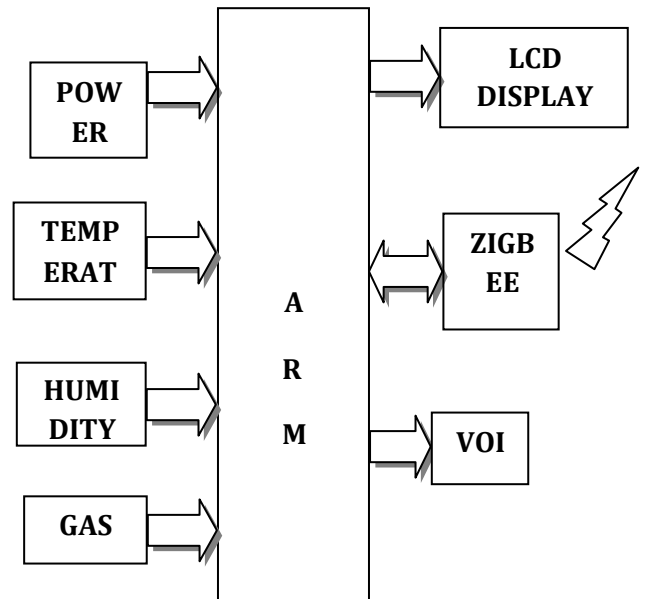 POW
ER
TEMP
ERAT
HUMI
DITY
GAS
A
R
M
LCD
DISPLAY
ZIGB
EE
VOI